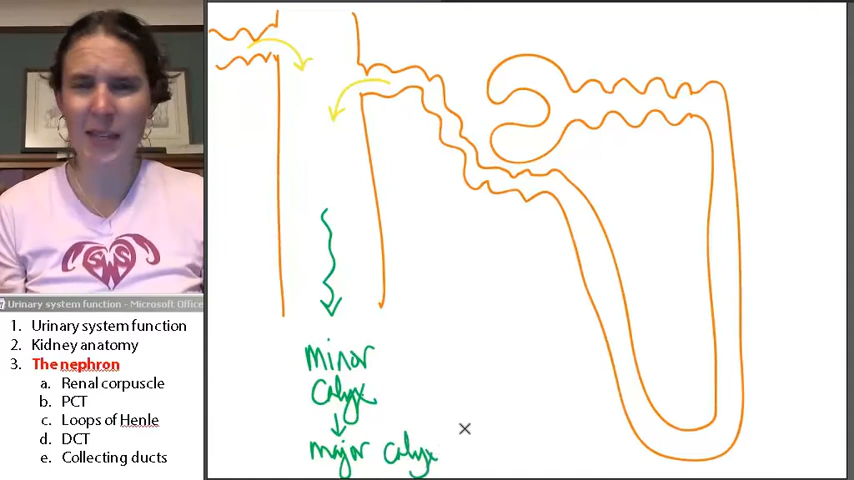 SWS
Urinary system function - Microsoft Office
1. Urinary system function
2. Kidney anatomy
3. The nephron
a. Renal corpuscle
b. PCT
c. Loops of Henle
d. DCT
e. Collecting ducts
minor
calyx
major calyx